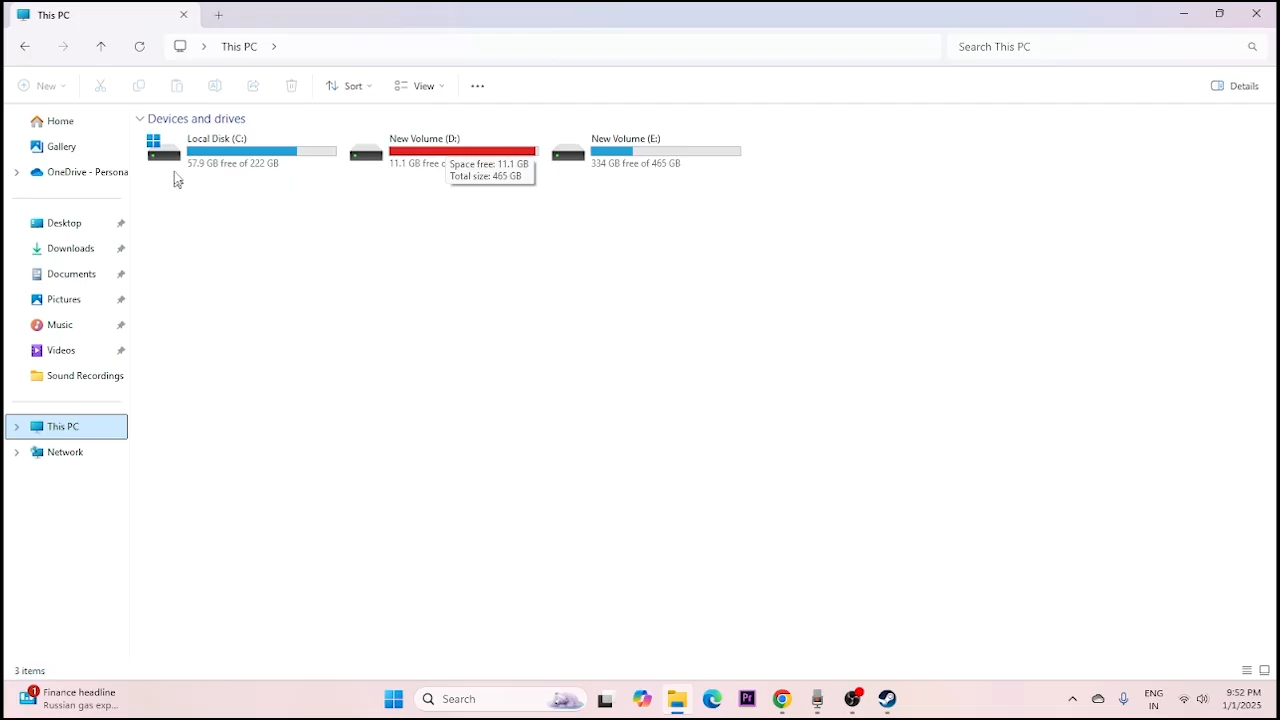 This PC
This PC
Search This PC
New
Sort
View
Details
Home
Gallery
OneDrive - Persona
Desktop
Downloads
Documents
Pictures
Music
Videos
Sound Recordings
This PC
Network
Devices and drives
Local Disk (C:)
57.9 GB free of 222 GB
New Volume (D:)
11.1 GB free
Space free: 11.1 GB
Total size: 465 GB
New Volume (E:)
334 GB free of 465 GB
3 items
1
Finance headline
Russian gas exp...
Search
Pr
ENG
IN
9:52 PM
1/1/2025